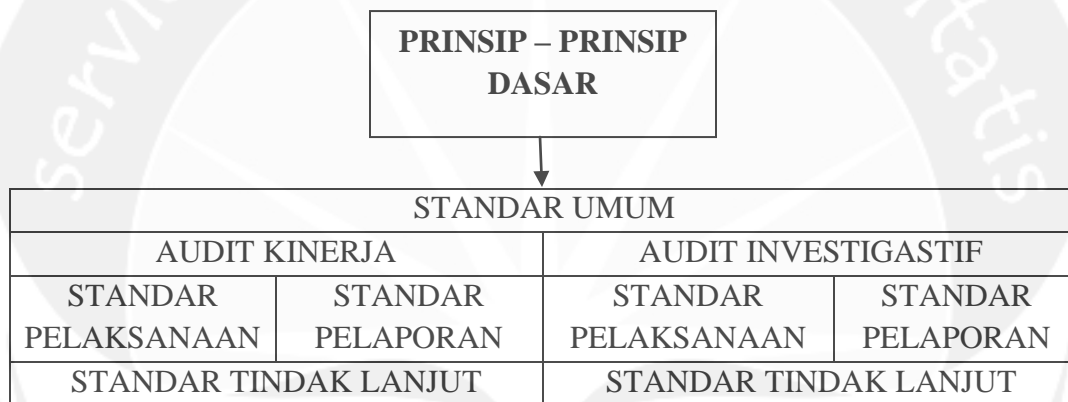 PRINSIP – PRINSIP
DASAR
STANDAR UMUM
AUDIT KINERJA AUDIT INVESTIGASTIF
STANDAR STANDAR STANDAR STANDAR
PELAKSANAAN PELAPORAN PELAKSANAAN PELAPORAN
STANDAR TINDAK LANJUT STANDAR TINDAK LANJUT